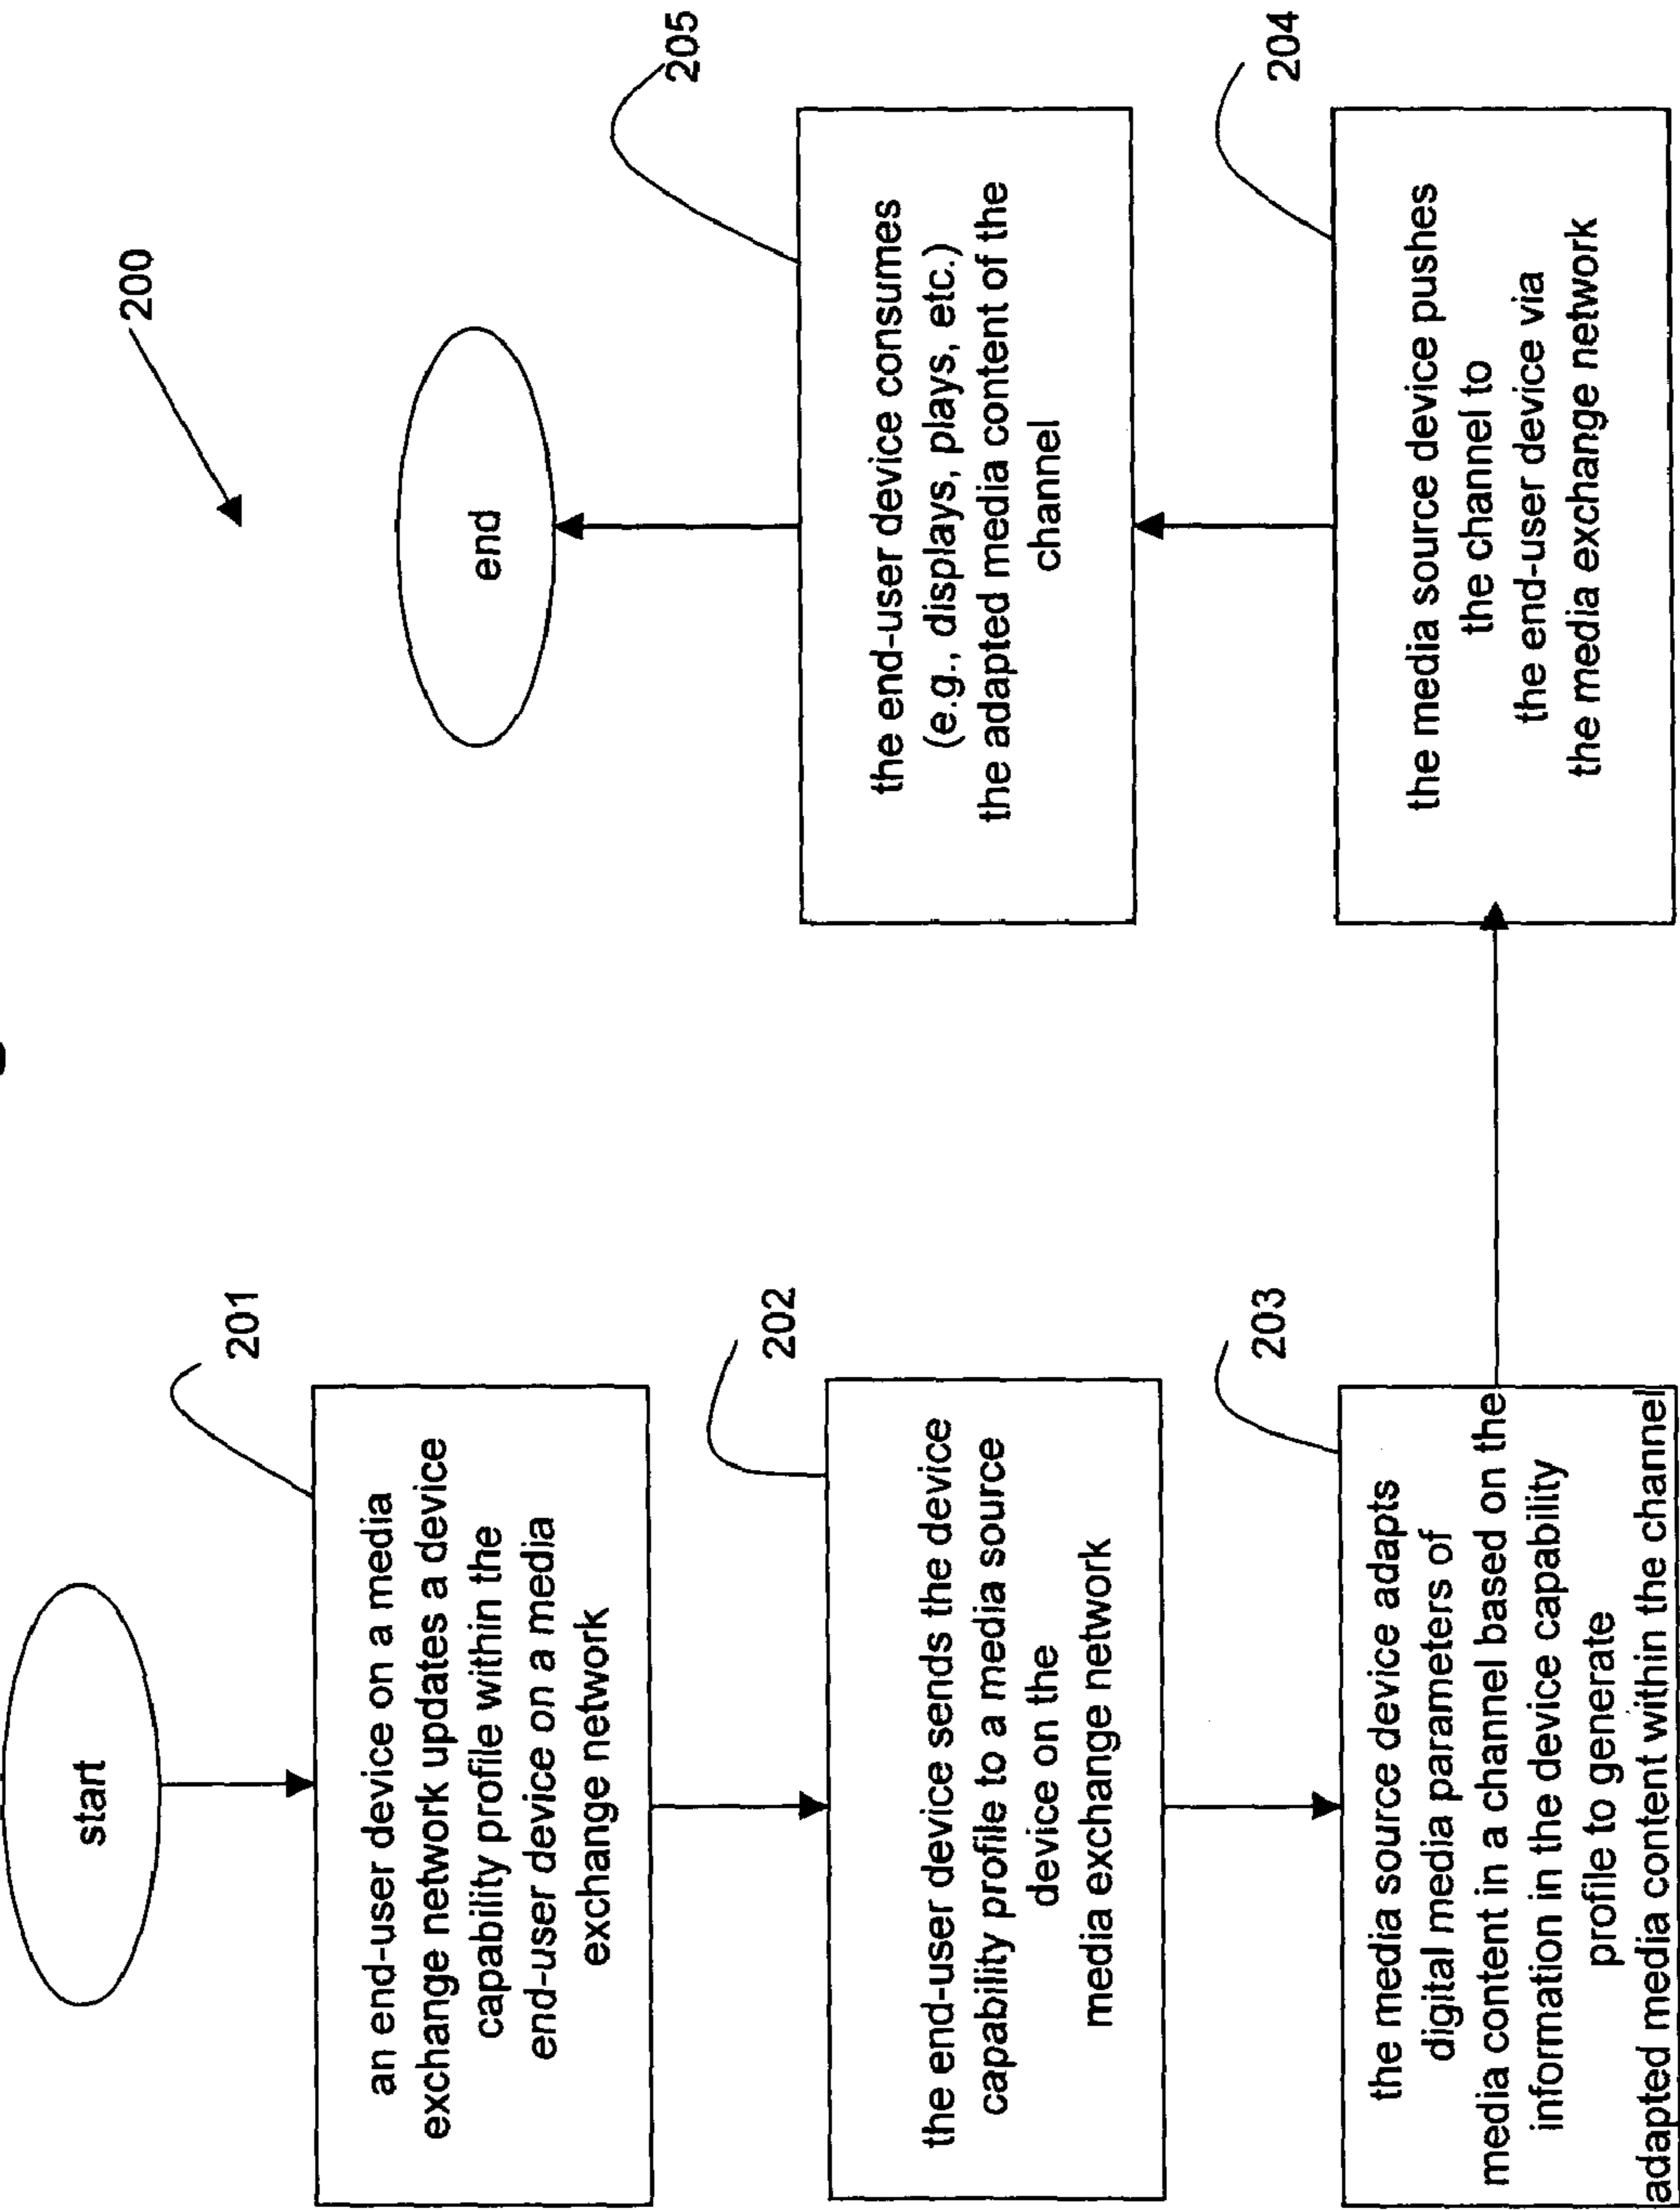 200
start
201
an end-user device on a media
exchange network updates a device
capability profile within the
end-user device on a media
exchange network
202
the end-user device sends the device
capability profile to a media source
device on the
media exchange network
203
the media source device adapts
digital media parameters of
media content in a channel based on the
information in the device capability
profile to generate
adapted media content within the channel
204
the media source device pushes
the channel to
the end-user device via
the media exchange network
205
the end-user device consumes
(e.g., displays, plays, etc.)
the adapted media content of the
channel
end